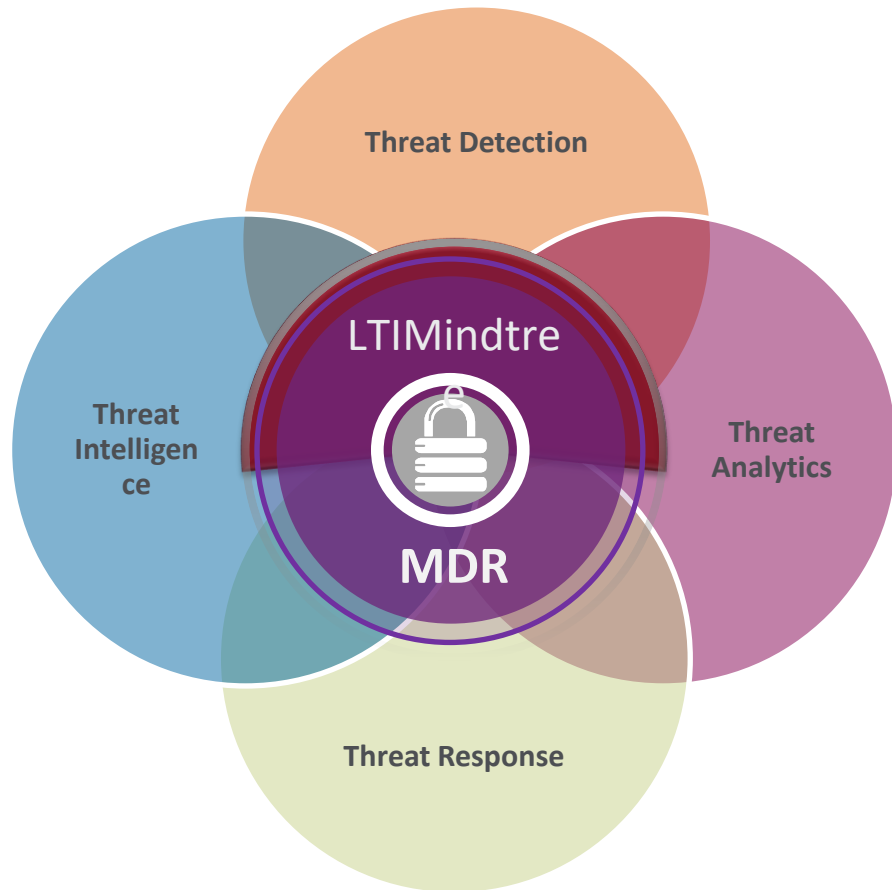 Threat Detection
LTIMindtre
Threat
Intelligen
ce
Threat
Analytics
MDR
Threat Response